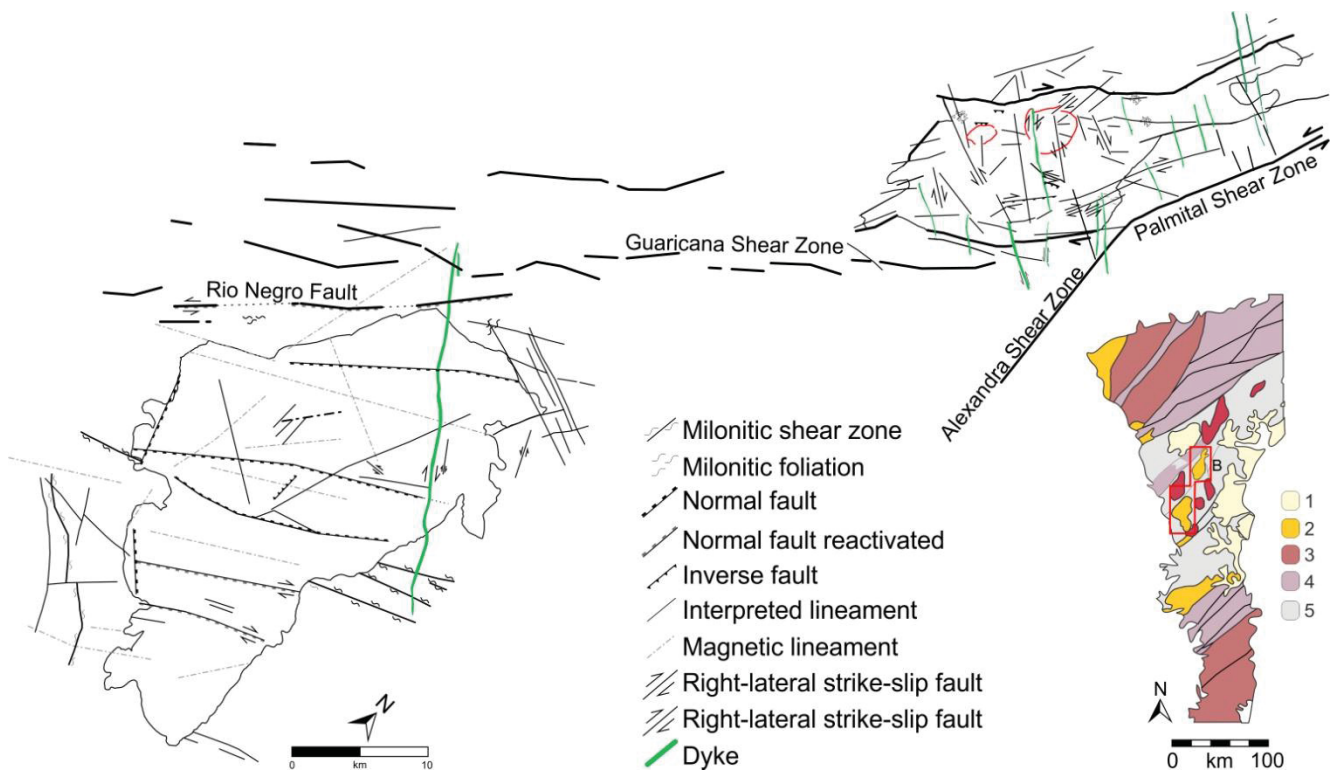 Guaricana Shear Zone
Palmital Shear Zone
Rio Negro Fault
Alexandra Shear Zone
Milonitic shear zone
Milonitic foliation
Normal fault
Normal fault reactivated
Inverse fault
Interpreted lineament
Magnetic lineament
Right-lateral strike-slip fault
Right-lateral strike-slip fault
Dyke
N
0 km 10
B
1
2
3
4
5
N
0 km 100